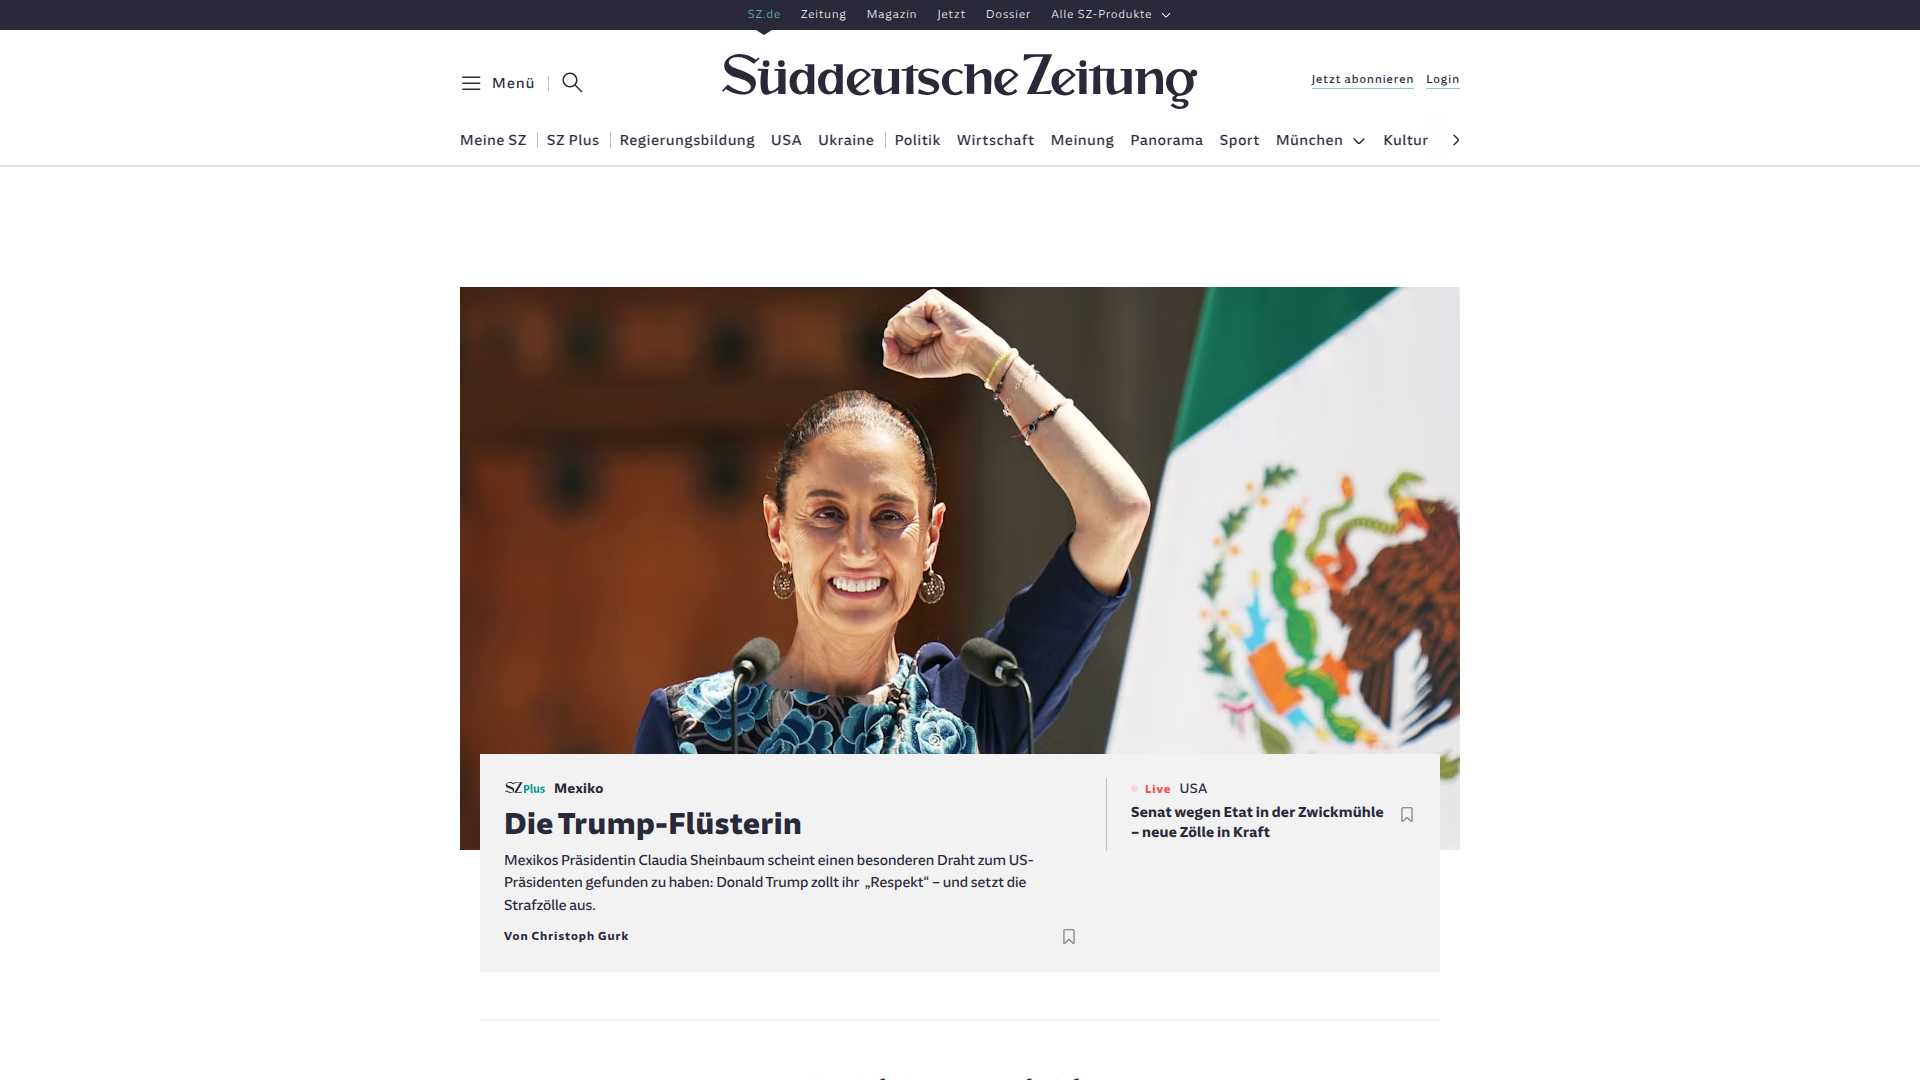 SZ.de Zeitung Magazin Jetzt Dossier Alle SZ-Produkte
Menü
Süddeutsche Zeitung
Jetzt abonnieren Login
Meine SZ SZ Plus Regierungsbildung USA Ukraine Politik Wirtschaft Meinung Panorama Sport München Kultur
SZ Plus Mexiko
Die Trump-Flüsterin
Mexikos Präsidentin Claudia Sheinbaum scheint einen besonderen Draht zum US-
Präsidenten gefunden zu haben: Donald Trump zollt ihr „Respekt“ – und setzt die
Strafzölle aus.
Von Christoph Gurk
Live USA
Senat wegen Etat in der Zwickmühle
– neue Zölle in Kraft